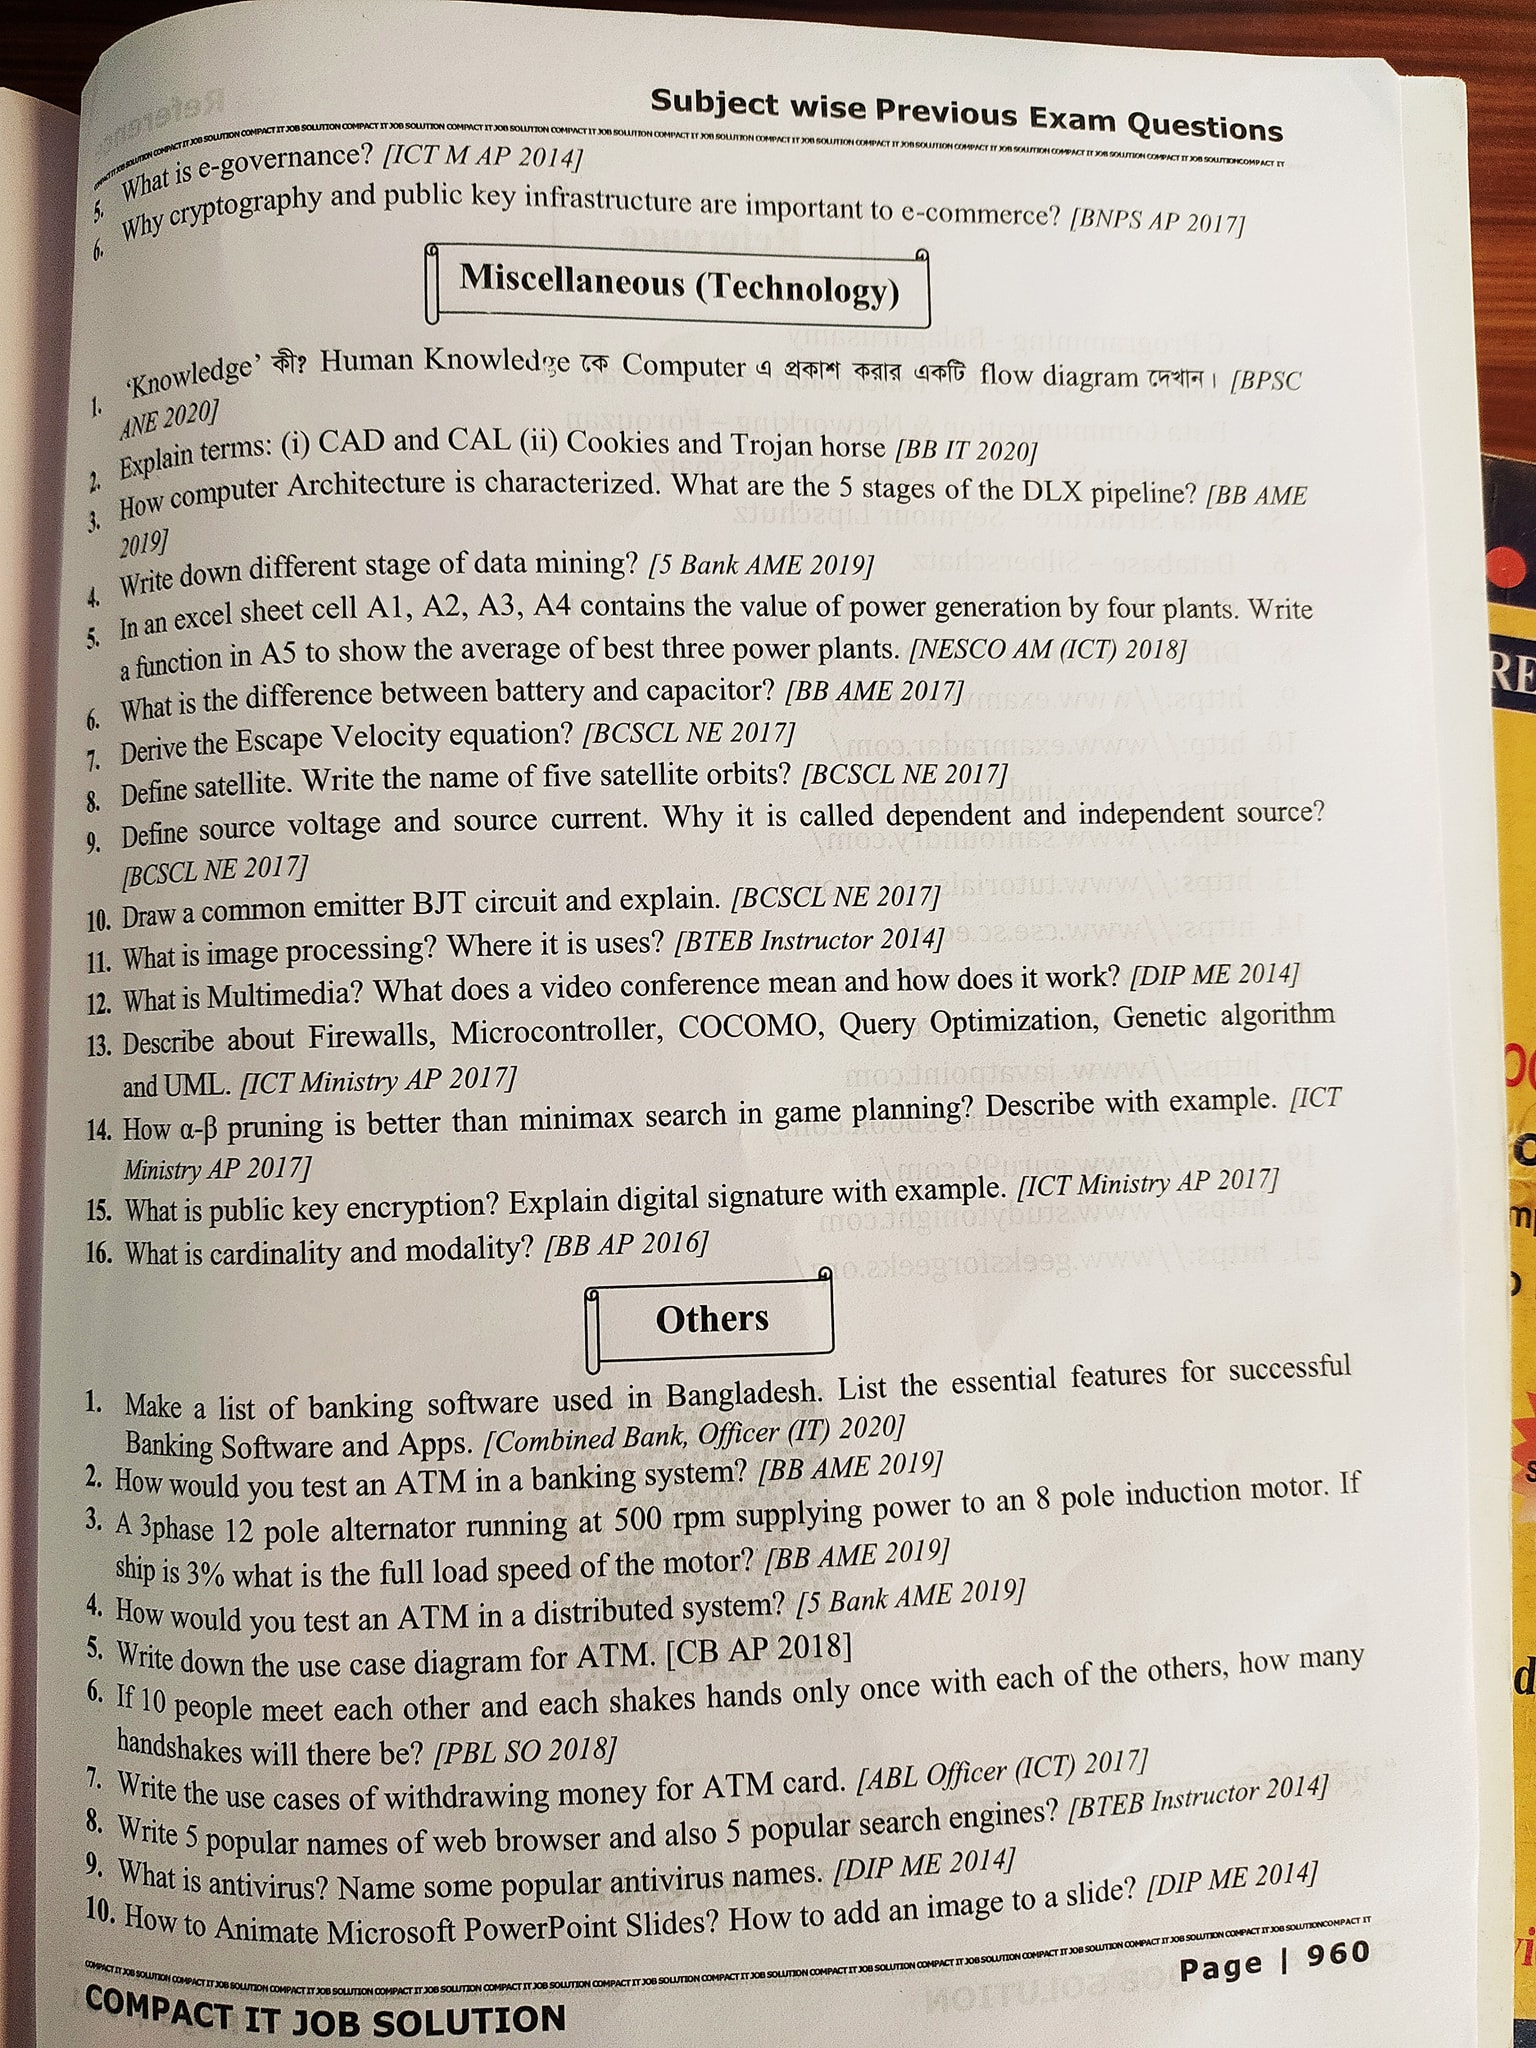 Subject wise Previous Exam Questions
COMPACT IT JOB SOLUTION COMPACT IT JOB SOLUTION COMPACT IT JOB SOLUTION COMPACT IT JOB SOLUTION COMPACT IT JOB SOLUTION COMPACT IT JOB SOLUTION COMPACT IT JOB SOLUTION COMPACT IT JOB SOLUTION COMPACT IT JOB SOLUTION COMPACT IT JOB SOLUTION COMPACT IT JOB SOLUTIONCOMPACT IT
5. What is e-governance? [ICT M AP 2014]
6. Why cryptography and public key infrastructure are important to e-commerce? [BNPS AP 2017]
Miscellaneous (Technology)
1. ‘Knowledge’ কী? Human Knowledge কে Computer এ প্রকাশ করার একটি flow diagram দেখান। [BPSC
ANE 2020]
2. Explain terms: (i) CAD and CAL (ii) Cookies and Trojan horse [BB IT 2020]
3. How computer Architecture is characterized. What are the 5 stages of the DLX pipeline? [BB AME
2019]
4. Write down different stage of data mining? [5 Bank AME 2019]
5. In an excel sheet cell A1, A2, A3, A4 contains the value of power generation by four plants. Write
a function in A5 to show the average of best three power plants. [NESCO AM (ICT) 2018]
6. What is the difference between battery and capacitor? [BB AME 2017]
7. Derive the Escape Velocity equation? [BCSCL NE 2017]
8. Define satellite. Write the name of five satellite orbits? [BCSCL NE 2017]
9. Define source voltage and source current. Why it is called dependent and independent source?
[BCSCL NE 2017]
10. Draw a common emitter BJT circuit and explain. [BCSCL NE 2017]
11. What is image processing? Where it is uses? [BTEB Instructor 2014]
12. What is Multimedia? What does a video conference mean and how does it work? [DIP ME 2014]
13. Describe about Firewalls, Microcontroller, COCOMO, Query Optimization, Genetic algorithm
and UML. [ICT Ministry AP 2017]
14. How α-β pruning is better than minimax search in game planning? Describe with example. [ICT
Ministry AP 2017]
15. What is public key encryption? Explain digital signature with example. [ICT Ministry AP 2017]
16. What is cardinality and modality? [BB AP 2016]
Others
1. Make a list of banking software used in Bangladesh. List the essential features for successful
Banking Software and Apps. [Combined Bank, Officer (IT) 2020]
2. How would you test an ATM in a banking system? [BB AME 2019]
3. A 3phase 12 pole alternator running at 500 rpm supplying power to an 8 pole induction motor. If
ship is 3% what is the full load speed of the motor? [BB AME 2019]
4. How would you test an ATM in a distributed system? [5 Bank AME 2019]
5. Write down the use case diagram for ATM. [CB AP 2018]
6. If 10 people meet each other and each shakes hands only once with each of the others, how many
handshakes will there be? [PBL SO 2018]
7. Write the use cases of withdrawing money for ATM card. [ABL Officer (ICT) 2017]
8. Write 5 popular names of web browser and also 5 popular search engines? [BTEB Instructor 2014]
9. What is antivirus? Name some popular antivirus names. [DIP ME 2014]
10. How to Animate Microsoft PowerPoint Slides? How to add an image to a slide? [DIP ME 2014]
COMPACT IT JOB SOLUTION COMPACT IT JOB SOLUTION COMPACT IT JOB SOLUTION COMPACT IT JOB SOLUTION COMPACT IT JOB SOLUTION COMPACT IT JOB SOLUTION COMPACT IT JOB SOLUTION COMPACT IT JOB SOLUTION COMPACT IT JOB SOLUTION COMPACT IT JOB SOLUTION COMPACT IT JOB SOLUTIONCOMPACT IT
Page | 960
COMPACT IT JOB SOLUTION